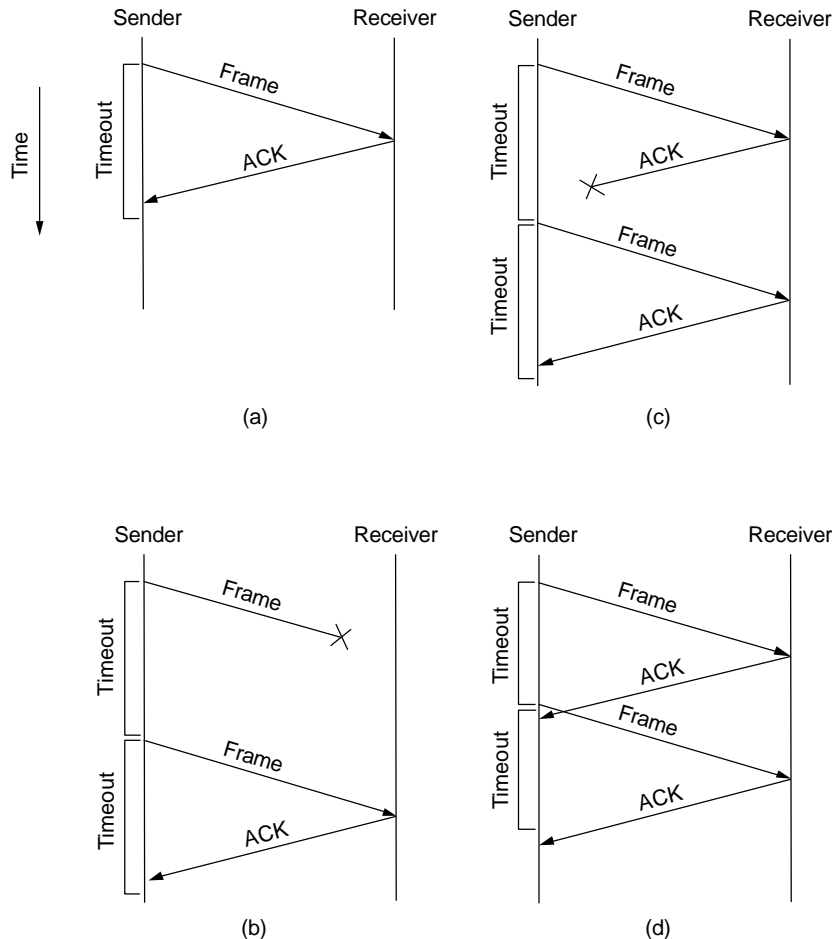 Sender Receiver
Time
Timeout
Frame
ACK
(a)
Sender Receiver
Timeout
Frame
ACK
Timeout
Frame
ACK
(c)
Sender Receiver
Timeout
Frame
Timeout
Frame
ACK
(b)
Sender Receiver
Timeout
Frame
ACK
Timeout
Frame
ACK
(d)